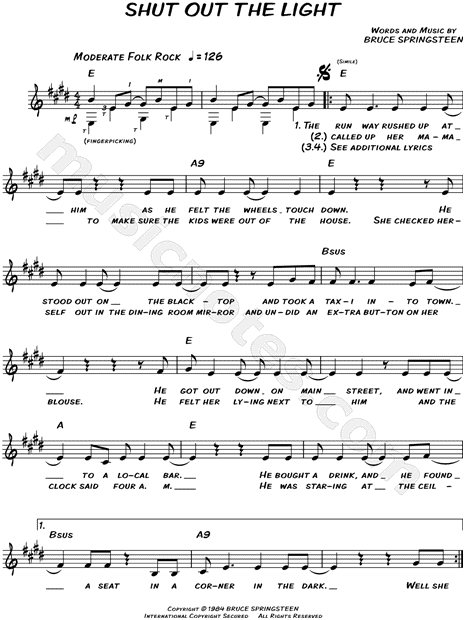 SHUT OUT THE LIGHT
WORDS AND MUSIC BY
BRUCE SPRINGSTEEN
MODERATE FOLK ROCK ♩=126
(SIMILE)
E E
(FINGERPICKING)
1. THE RUN WAY RUSHED UP AT
(2.) CALLED UP HER MA-MA
(3.4.) SEE ADDITIONAL LYRICS
A9 E
HIM AS HE FELT THE WHEELS TOUCH DOWN. HE
TO MAKE SURE THE KIDS WERE OUT OF THE HOUSE. SHE CHECKED HER-
BSUS
STOOD OUT ON THE BLACK-TOP AND TOOK A TAX-I IN-TO TOWN.
SELF OUT IN THE DIN-ING ROOM MIR-ROR AND UN-DID AN EX-TRA BUT-TON ON HER
E
HE GOT OUT DOWN, ON MAIN STREET, AND WENT IN
BLOUSE. HE FELT HER LY-ING NEXT TO HIM AND THE
A E
TO A LO-CAL BAR. HE BOUGHT A DRINK, AND HE FOUND
CLOCK SAID FOUR A.M. HE WAS STAR-ING AT THE CEIL-
1.
BSUS A9
A SEAT IN A COR-NER IN THE DARK. WELL SHE
COPYRIGHT © 1984 BRUCE SPRINGSTEEN
INTERNATIONAL COPYRIGHT SECURED ALL RIGHTS RESERVED
musicnotes.com